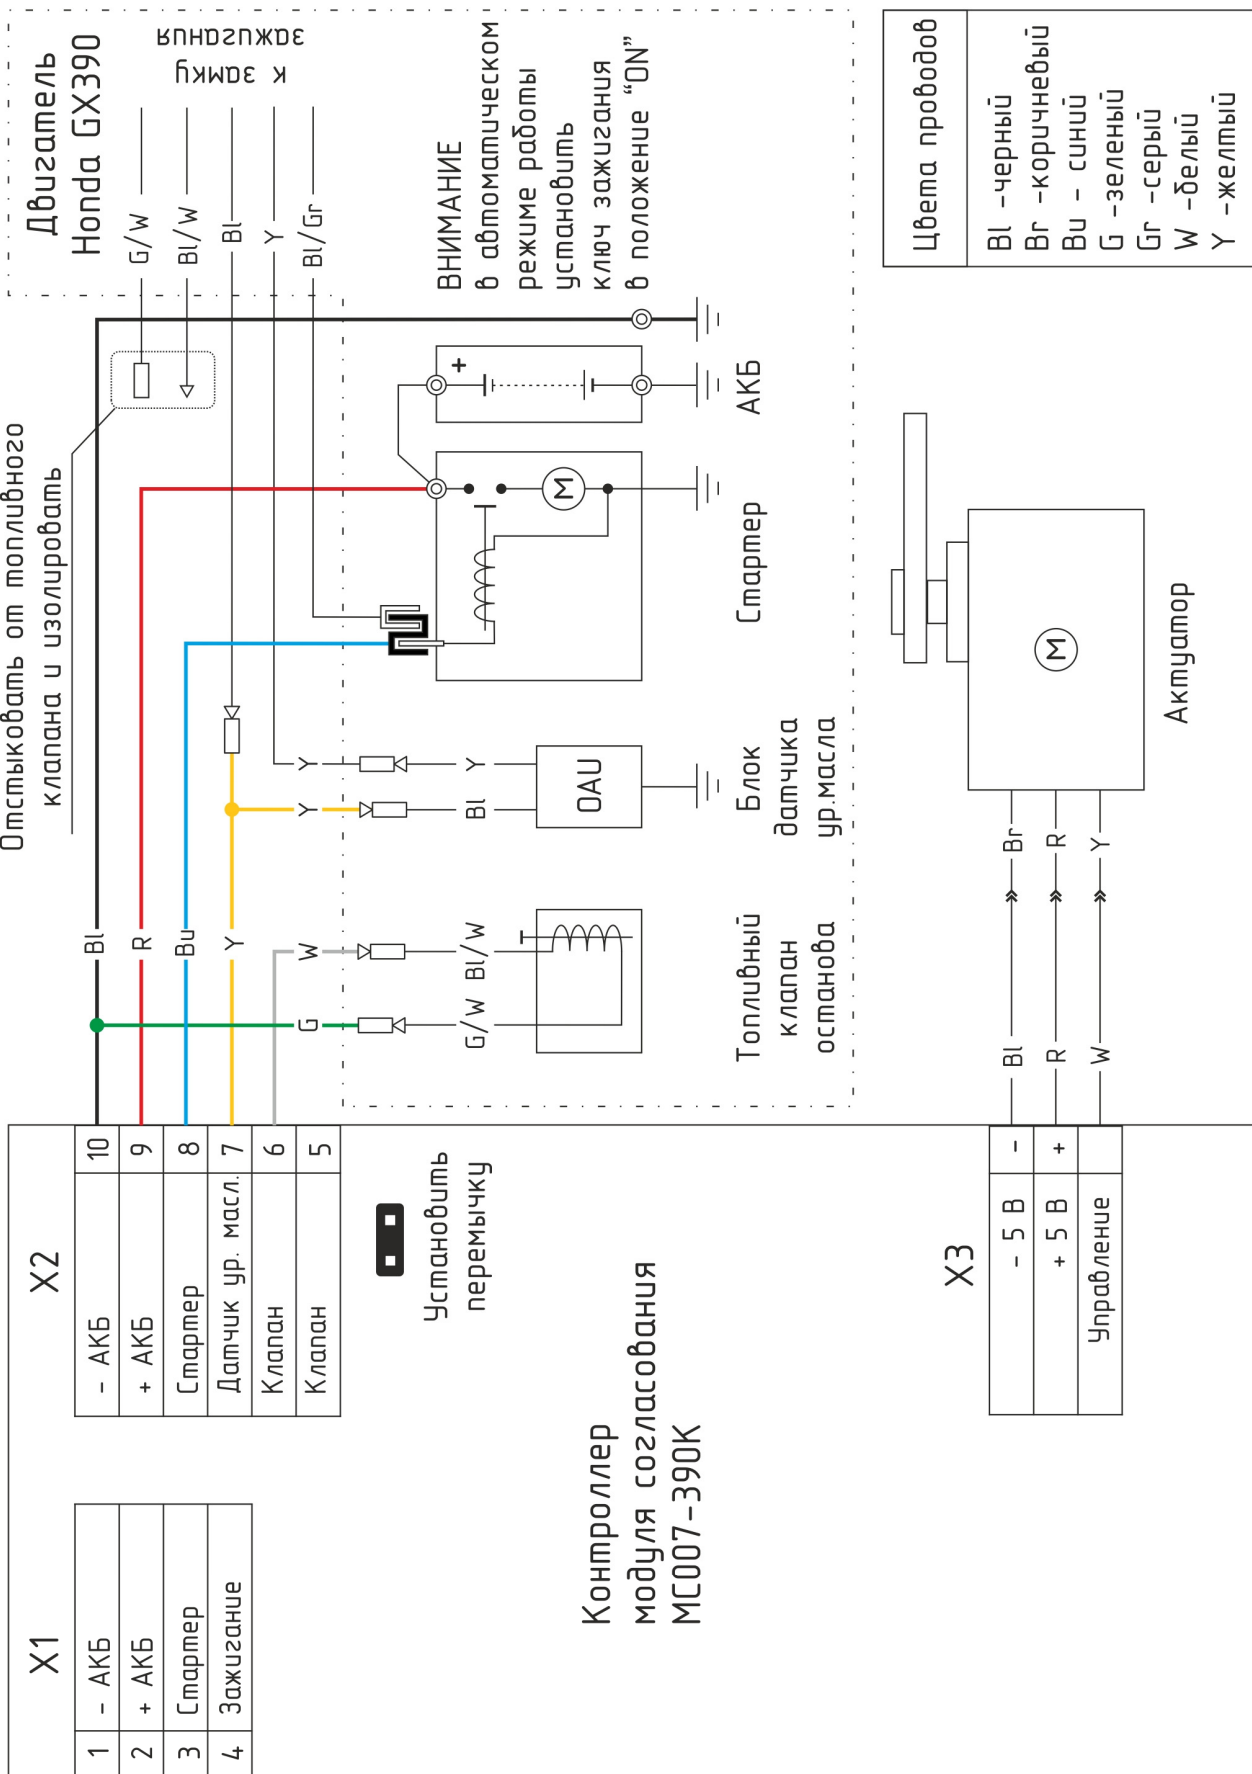 X1
1 - АКБ
2 + АКБ
3 Стартер
4 Зажигание
X2
- АКБ 10
+ АКБ 9
Стартер 8
Датчик ур. масл. 7
Клапан 6
Клапан 5
Установить
перемычку
Контроллер
модуля согласования
МС007-390К
X3
- 5 В -
+ 5 В +
Управление
Отстыковать от топливного
клапана и изолировать
Двигатель
Honda GX390
к замку
зажигания
Bl
R
Bu
Y
W
G
G/W
Bl/W
Y
Y
Bl
Y
G/W
Bl/W
Bl
Y
Bl/Gr
Топливный
клапан
останова
OAU
Блок
датчика
ур.масла
M
Стартер
+
АКБ
ВНИМАНИЕ
в автоматическом
режиме работы
установить
ключ зажигания
в положение “ON”
Bl Br
R R
W Y
M
Актуатор
Цвета проводов
Bl -черный
Br -коричневый
Bu - синий
G -зеленый
Gr -серый
W -белый
Y -желтый